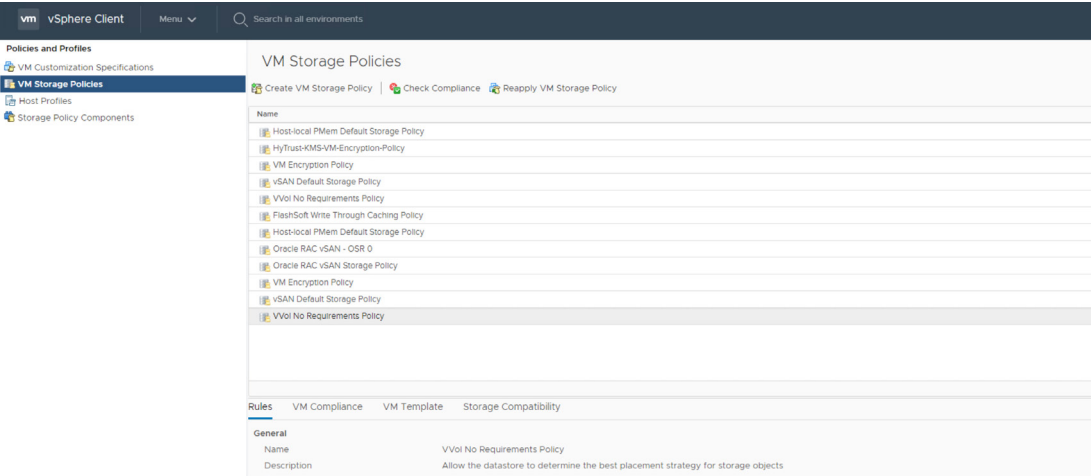 vm vSphere Client Menu Search in all environments
Policies and Profiles
VM Customization Specifications
VM Storage Policies
Host Profiles
Storage Policy Components
VM Storage Policies
Create VM Storage Policy Check Compliance Reapply VM Storage Policy
Name
Host-local PMem Default Storage Policy
HyTrust-KMS-VM-Encryption-Policy
VM Encryption Policy
vSAN Default Storage Policy
VVol No Requirements Policy
FlashSoft Write Through Caching Policy
Host-local PMem Default Storage Policy
Oracle RAC vSAN - OSR 0
Oracle RAC vSAN Storage Policy
VM Encryption Policy
vSAN Default Storage Policy
VVol No Requirements Policy
Rules VM Compliance VM Template Storage Compatibility
General
Name VVol No Requirements Policy
Description Allow the datastore to determine the best placement strategy for storage objects